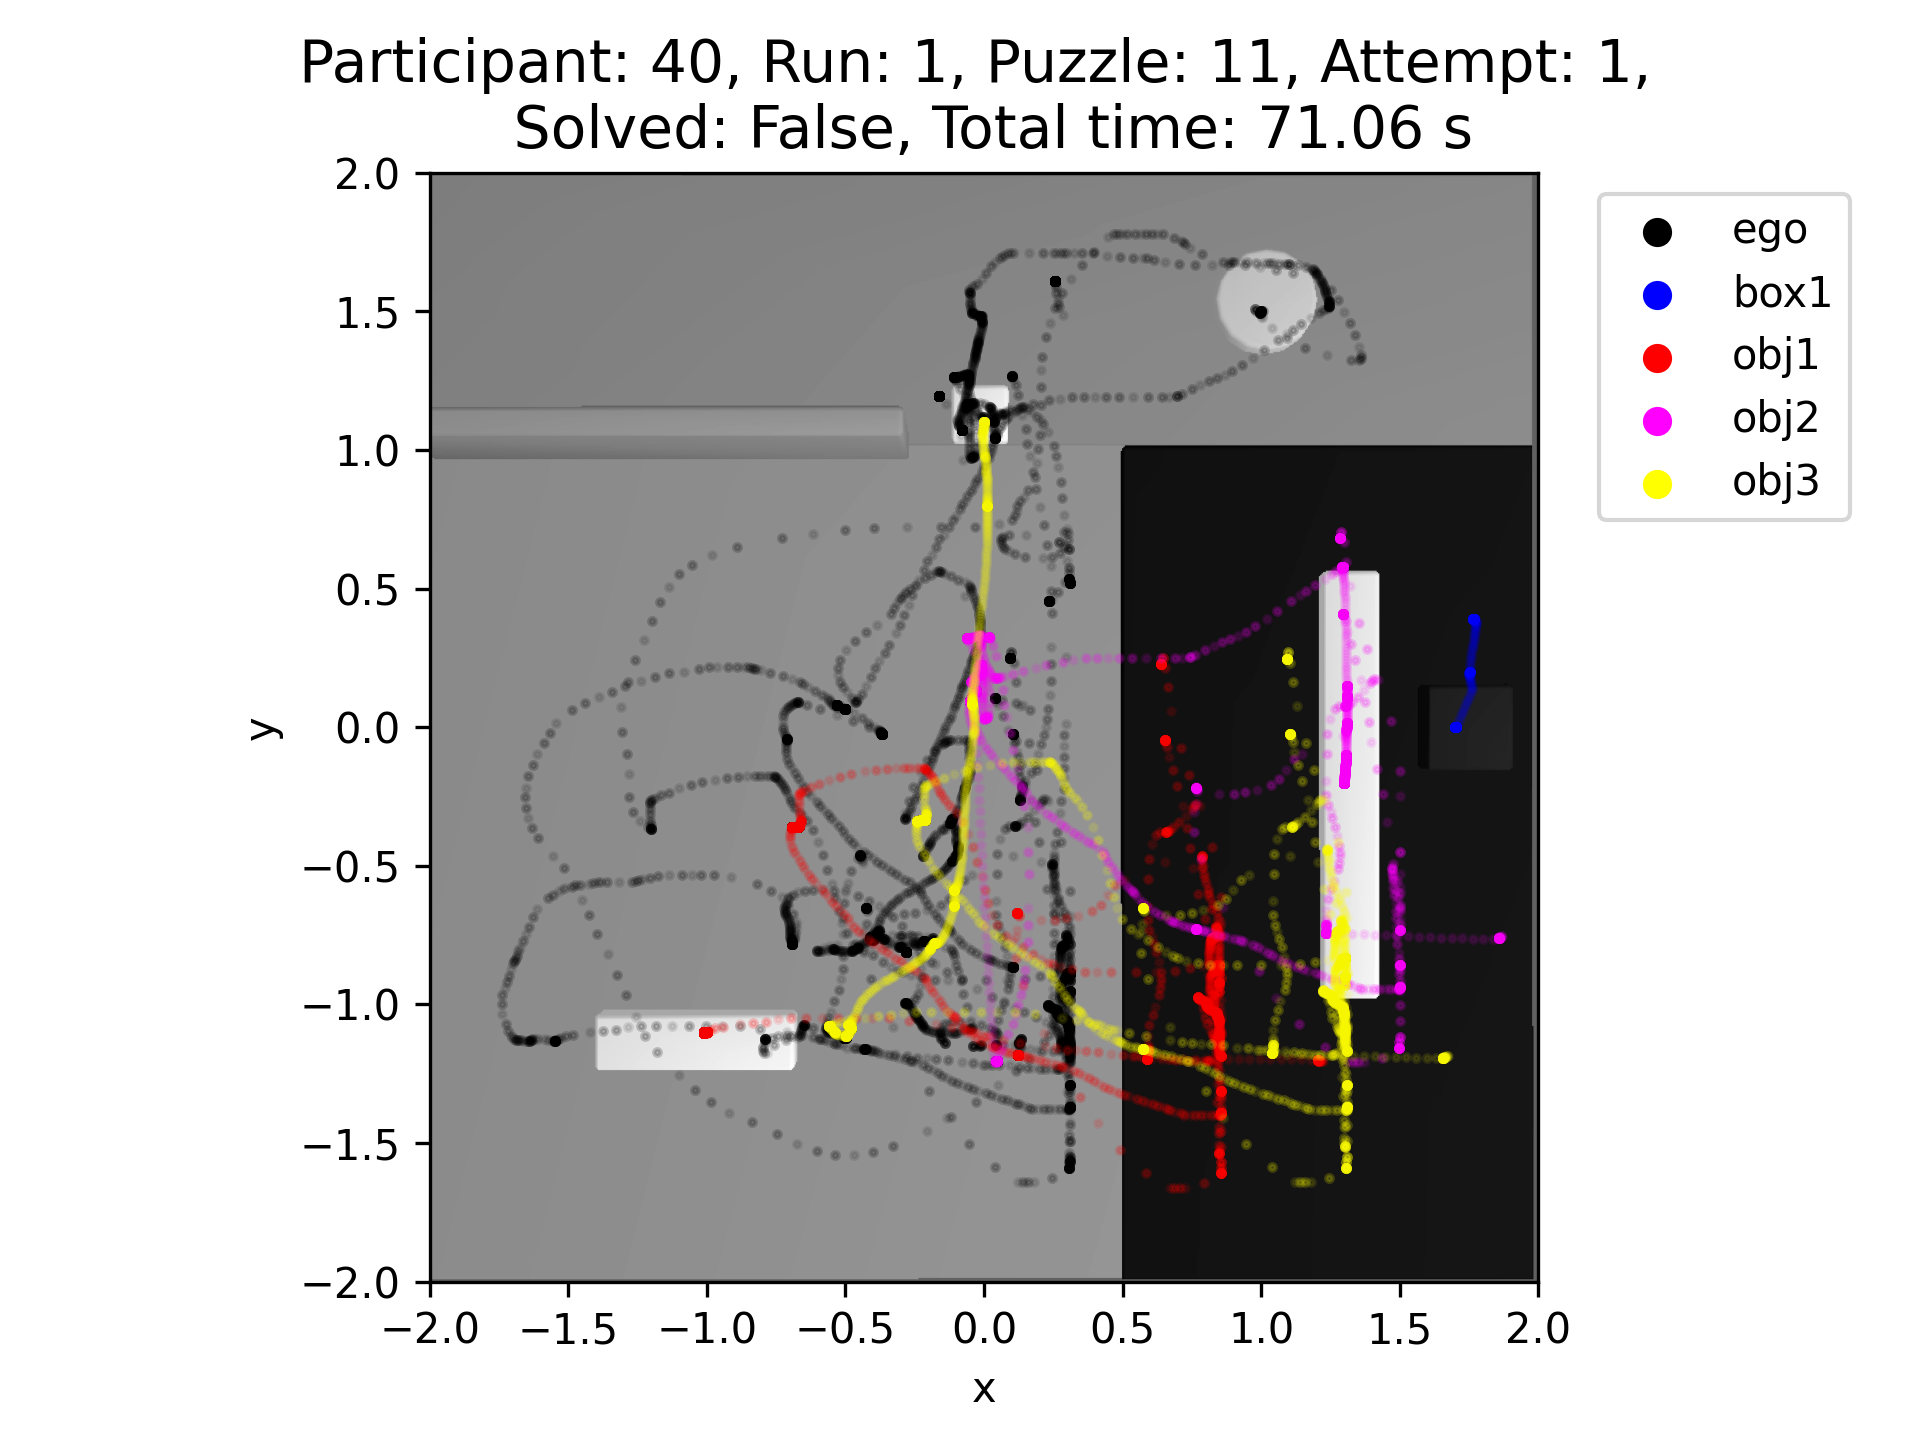 Participant: 40, Run: 1, Puzzle: 11, Attempt: 1,
Solved: False, Total time: 71.06 s
2.0
1.5
1.0
0.5
0.0
−0.5
−1.0
−1.5
−2.0
y
−2.0 −1.5 −1.0 −0.5 0.0 0.5 1.0 1.5 2.0
x
ego
box1
obj1
obj2
obj3